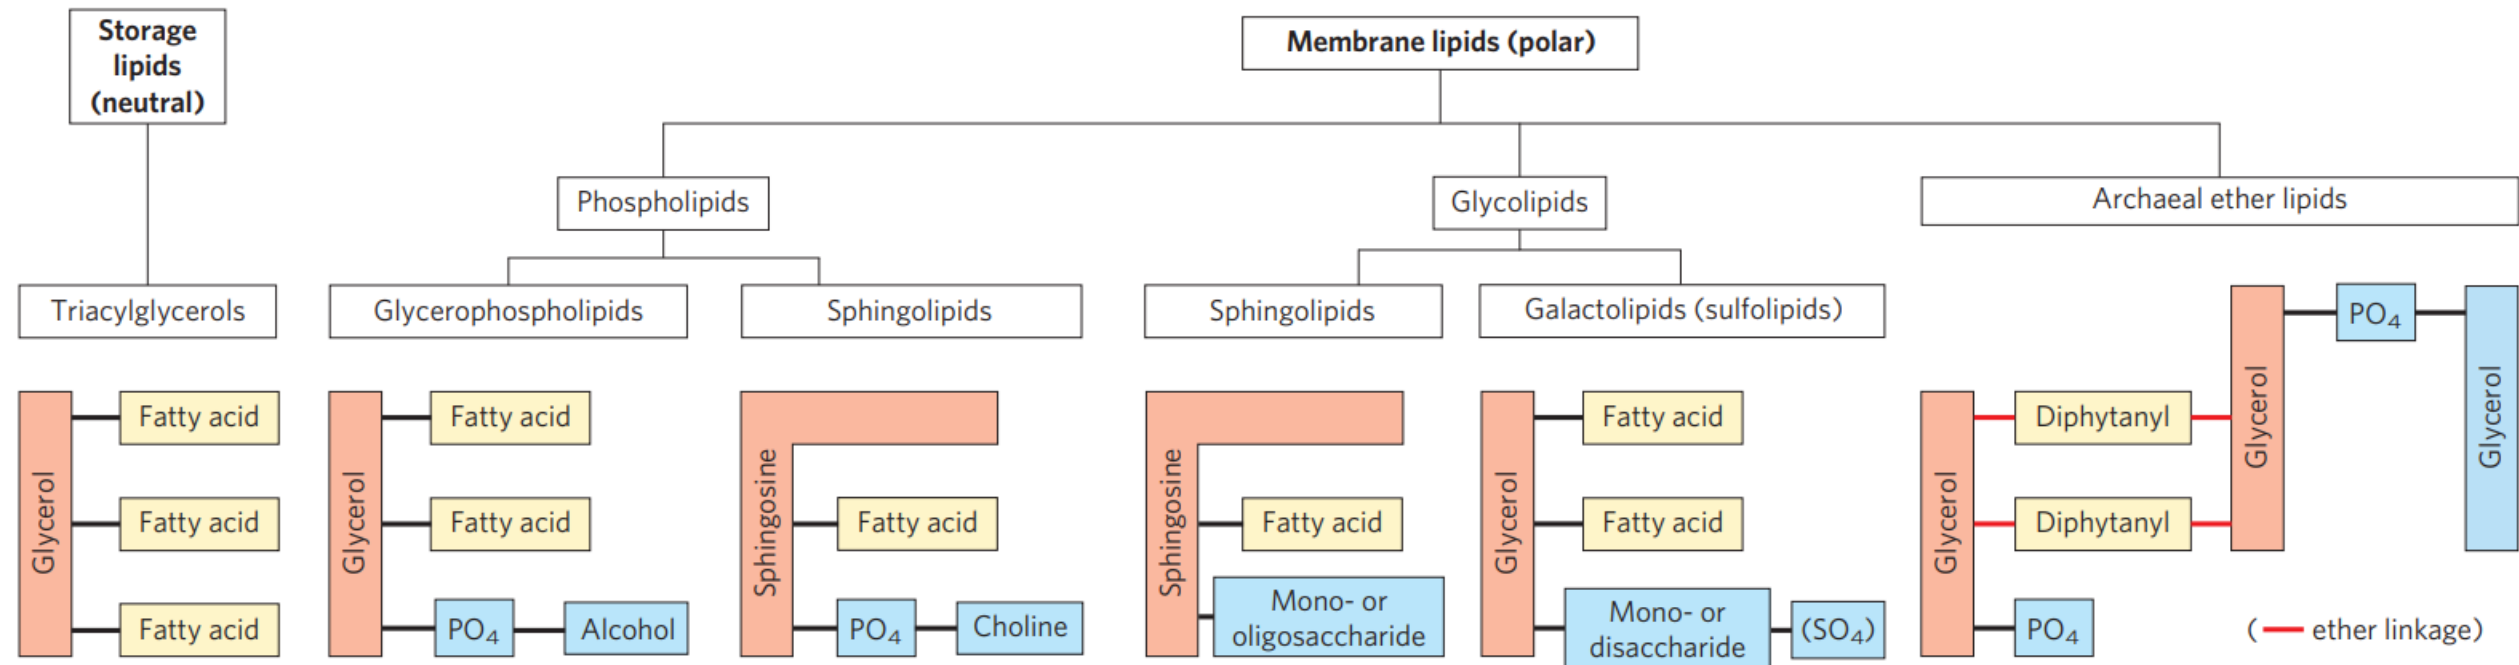 Storage
lipids
(neutral)
Membrane lipids (polar)
Phospholipids
Glycolipids
Archaeal ether lipids
Triacylglycerols
Glycerophospholipids
Sphingolipids
Sphingolipids
Galactolipids (sulfolipids)
Glycerol
Fatty acid
Fatty acid
Fatty acid
Glycerol
Fatty acid
Fatty acid
PO₄
Alcohol
Sphingosine
Fatty acid
PO₄
Choline
Sphingosine
Fatty acid
Mono- or
oligosaccharide
Glycerol
Fatty acid
Fatty acid
Mono- or
disaccharide
(SO₄)
Glycerol
Diphytanyl
Diphytanyl
PO₄
Glycerol
PO₄
Glycerol
( ether linkage)